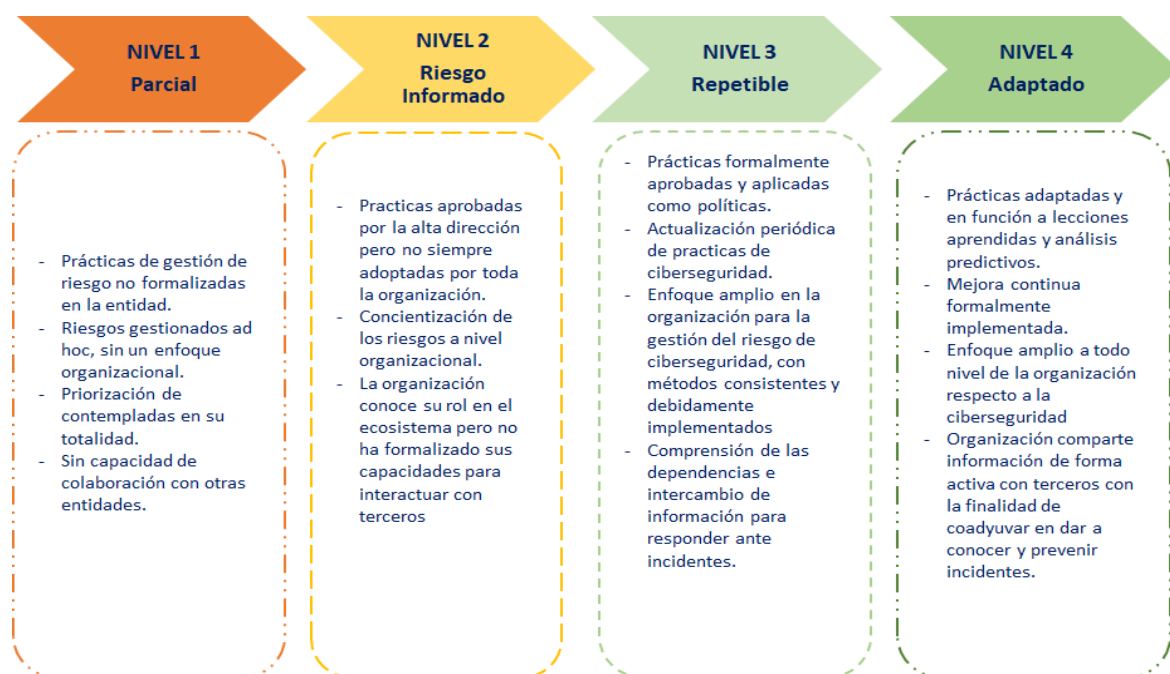 NIVEL 1
Parcial
- Prácticas de gestión de
riesgo no formalizadas
en la entidad.
- Riesgos gestionados ad
hoc, sin un enfoque
organizacional.
- Priorización de
contempladas en su
totalidad.
- Sin capacidad de
colaboración con otras
entidades.
NIVEL 2
Riesgo
Informado
- Practicas aprobadas
por la alta dirección
pero no siempre
adoptadas por toda
la organización.
- Concientización de
los riesgos a nivel
organizacional.
- La organización
conoce su rol en el
ecosistema pero no
ha formalizado sus
capacidades para
interactuar con
terceros
NIVEL 3
Repetible
- Prácticas formalmente
aprobadas y aplicadas
como políticas.
- Actualización periódica
de practicas de
ciberseguridad.
- Enfoque amplio en la
organización para la
gestión del riesgo de
ciberseguridad, con
métodos consistentes y
debidamente
implementados
- Comprensión de las
dependencias e
intercambio de
información para
responder ante
incidentes.
NIVEL 4
Adaptado
- Prácticas adaptadas y
en función a lecciones
aprendidas y análisis
predictivos.
- Mejora continua
formalmente
implementada.
- Enfoque amplio a todo
nivel de la organización
respecto a la
ciberseguridad
- Organización comparte
información de forma
activa con terceros con
la finalidad de
coadyuvar en dar a
conocer y prevenir
incidentes.